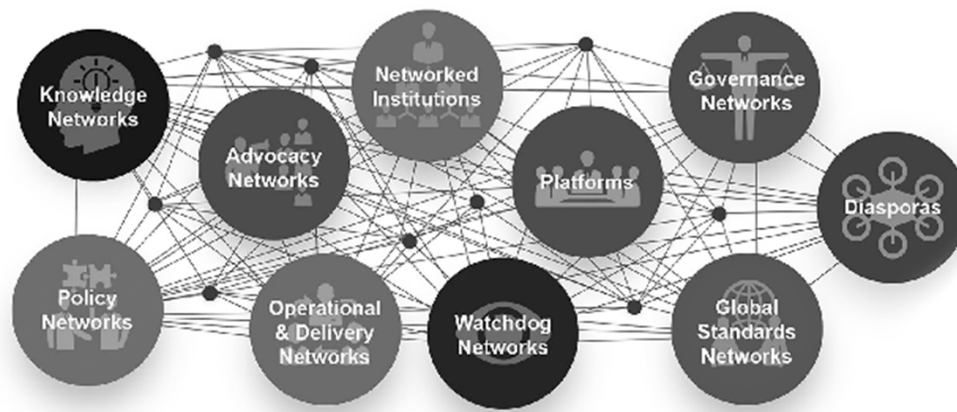 Knowledge
Networks
Advocacy
Networks
Networked
Institutions
Platforms
Governance
Networks
Diasporas
Policy
Networks
Operational
& Delivery
Networks
Watchdog
Networks
Global
Standards
Networks